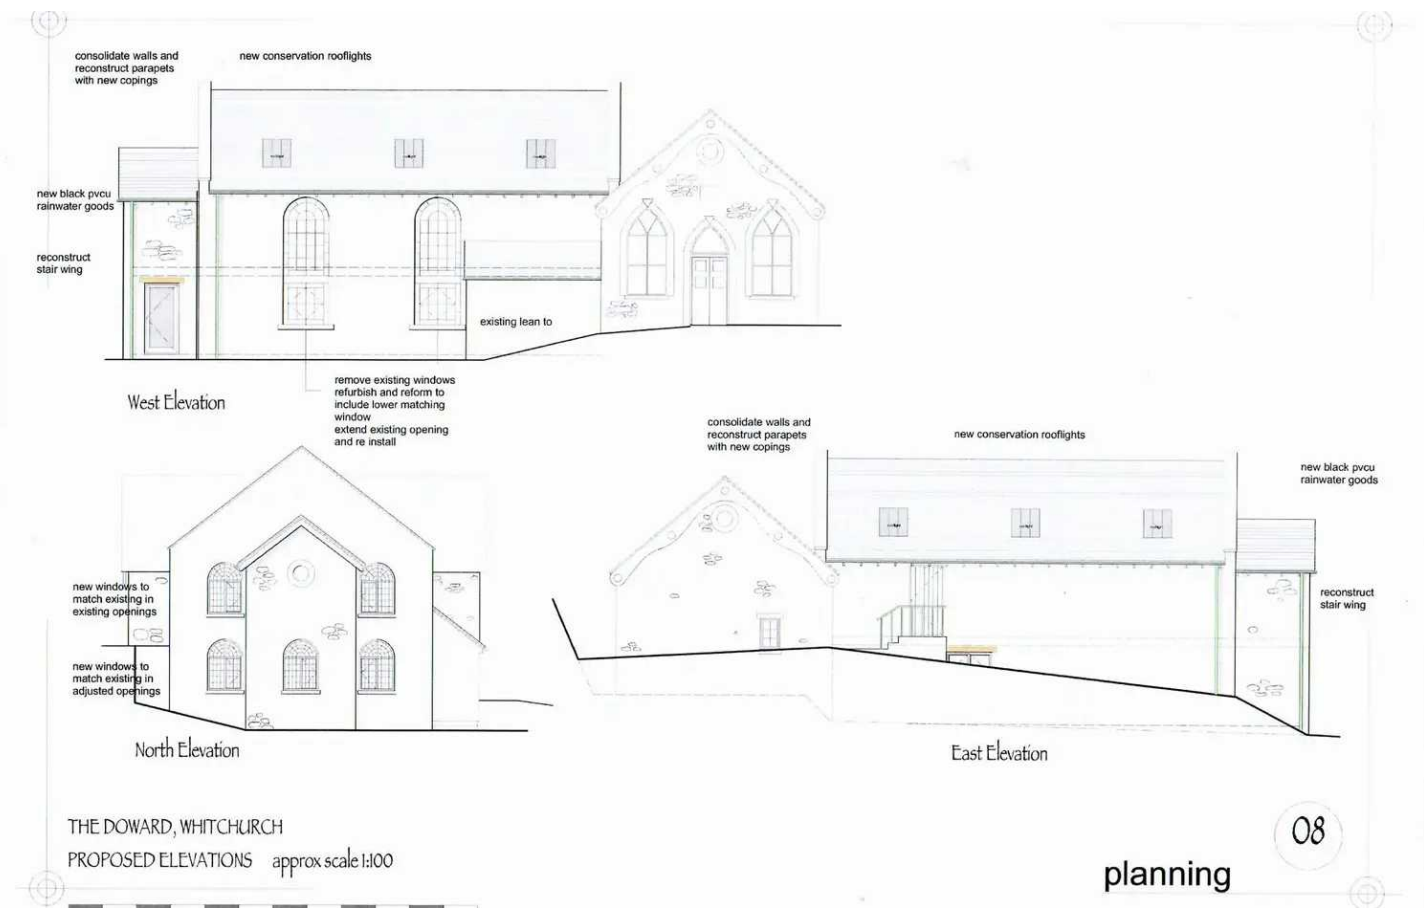 consolidate walls and
reconstruct parapets
with new copings
new conservation rooflights
new black pvcu
rainwater goods
reconstruct
stair wing
existing lean to
West Elevation
remove existing windows
refurbish and reform to
include lower matching
window
extend existing opening
and re install
consolidate walls and
reconstruct parapets
with new copings
new conservation rooflights
new black pvcu
rainwater goods
reconstruct
stair wing
new windows to
match existing in
existing openings
new windows to
match existing in
adjusted openings
North Elevation
East Elevation
THE DOWARD, WHITCHURCH
PROPOSED ELEVATIONS approx scale 1:100
08
planning